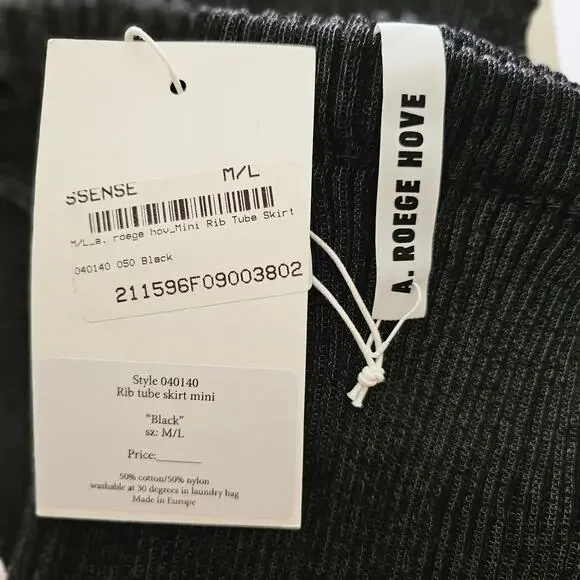 SSENSE M/L
M/L_a. roege hov_Mini Rib Tube Skirt
040140 050 Black
211596F09003802
Style 040140
Rib tube skirt mini
“Black”
sz: M/L
Price:______
50% cotton/50% nylon
washable at 30 degrees in laundry bag
Made in Europe
A. ROEGE HOVE